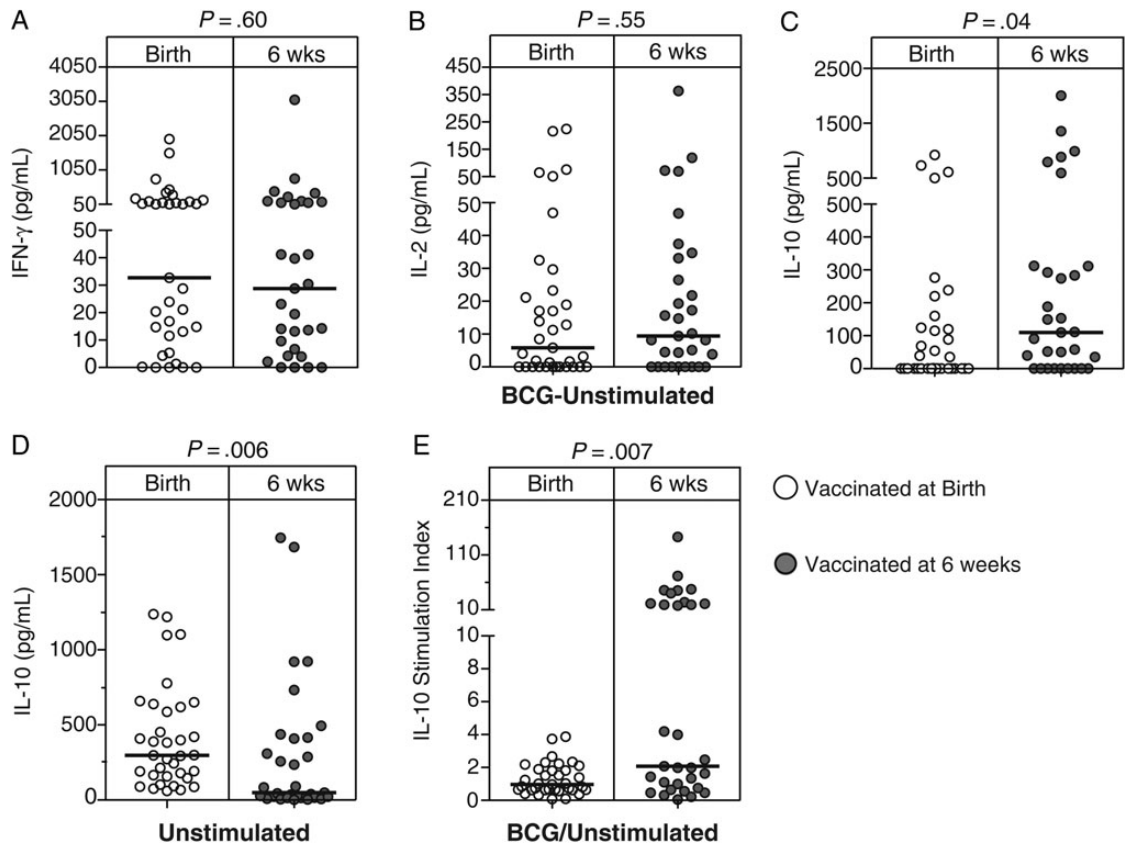 A
P = .60
Birth 6 wks
IFN-γ (pg/mL)
4050
3050
2050
1050
50
50
40
30
20
10
0
B
P = .55
Birth 6 wks
IL-2 (pg/mL)
450
350
250
150
50
50
40
30
20
10
0
BCG-Unstimulated
C
P = .04
Birth 6 wks
IL-10 (pg/mL)
2500
1500
500
500
400
300
200
100
0
D
P = .006
Birth 6 wks
IL-10 (pg/mL)
2000
1500
1000
500
0
Unstimulated
E
P = .007
Birth 6 wks
IL-10 Stimulation Index
210
110
10
10
8
6
4
2
0
BCG/Unstimulated
Vaccinated at Birth
Vaccinated at 6 weeks